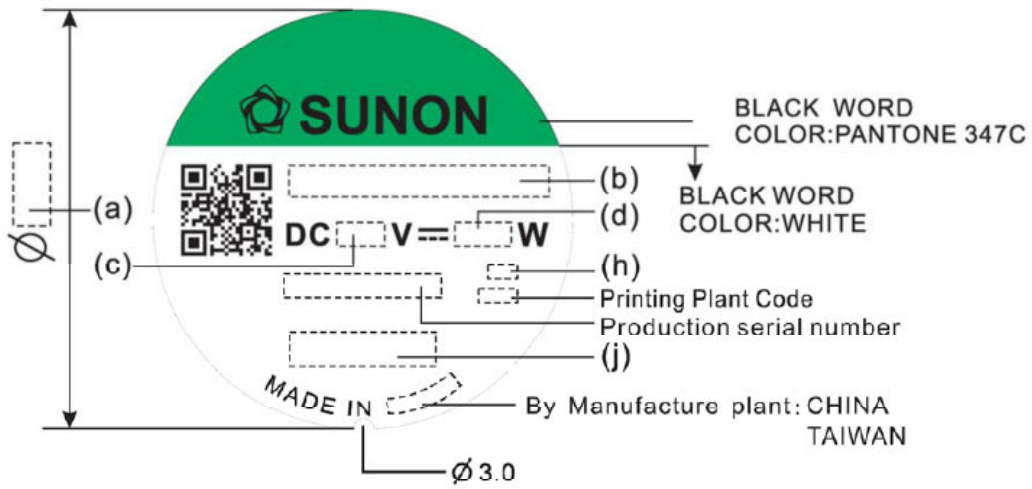 SUNON
BLACK WORD
COLOR:PANTONE 347C
(b)
BLACK WORD
COLOR:WHITE
(a)
(d)
DC V W
(c)
(h)
Printing Plant Code
Production serial number
(j)
MADE IN
By Manufacture plant: CHINA
TAIWAN
Ø
Ø 3.0